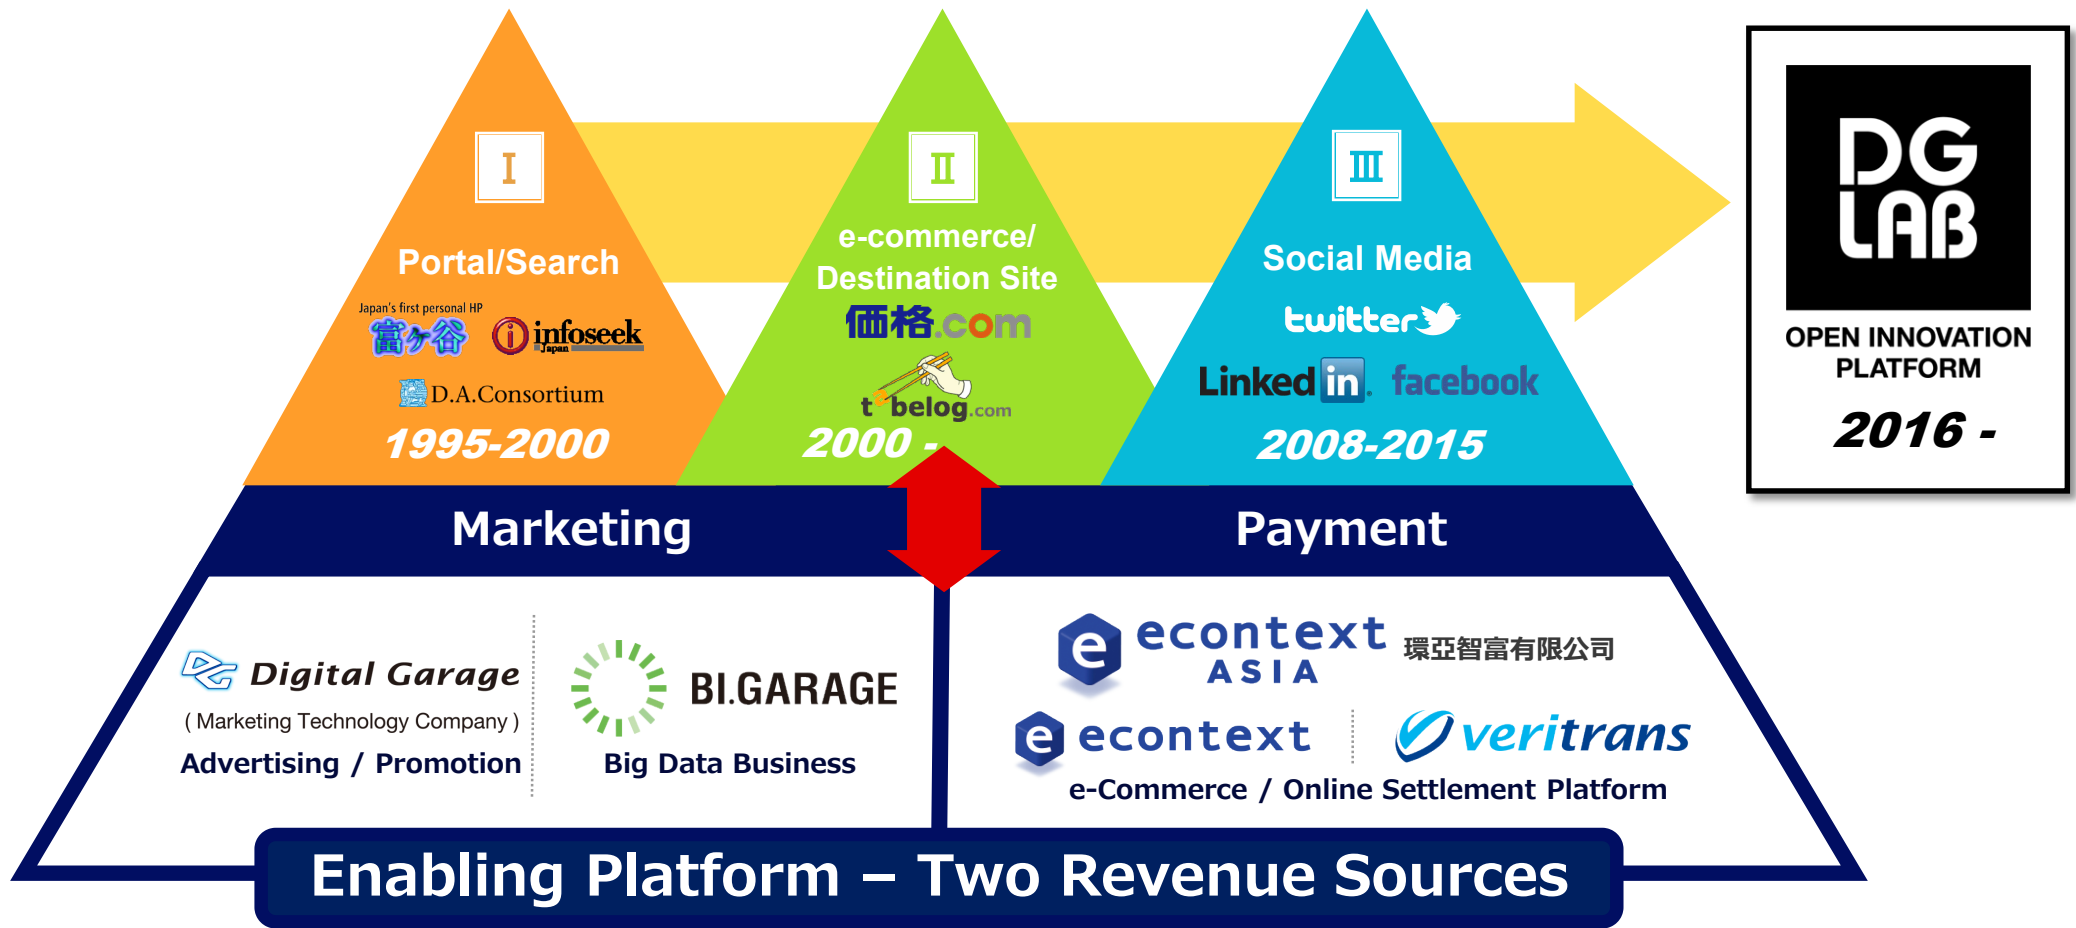 I
Portal/Search
Japan's first personal HP
富ヶ谷
i infoseek
Japan
D.A.Consortium
1995-2000
II
e-commerce/
Destination Site
価格.com
tabelog.com
2000 -
III
Social Media
twitter
Linked in. facebook
2008-2015
DG
LAB
OPEN INNOVATION
PLATFORM
2016 -
Marketing
Payment
DG Digital Garage
( Marketing Technology Company )
Advertising / Promotion
BI.GARAGE
Big Data Business
e econtext
ASIA
環亞智富有限公司
e econtext
veritrans
e-Commerce / Online Settlement Platform
Enabling Platform – Two Revenue Sources